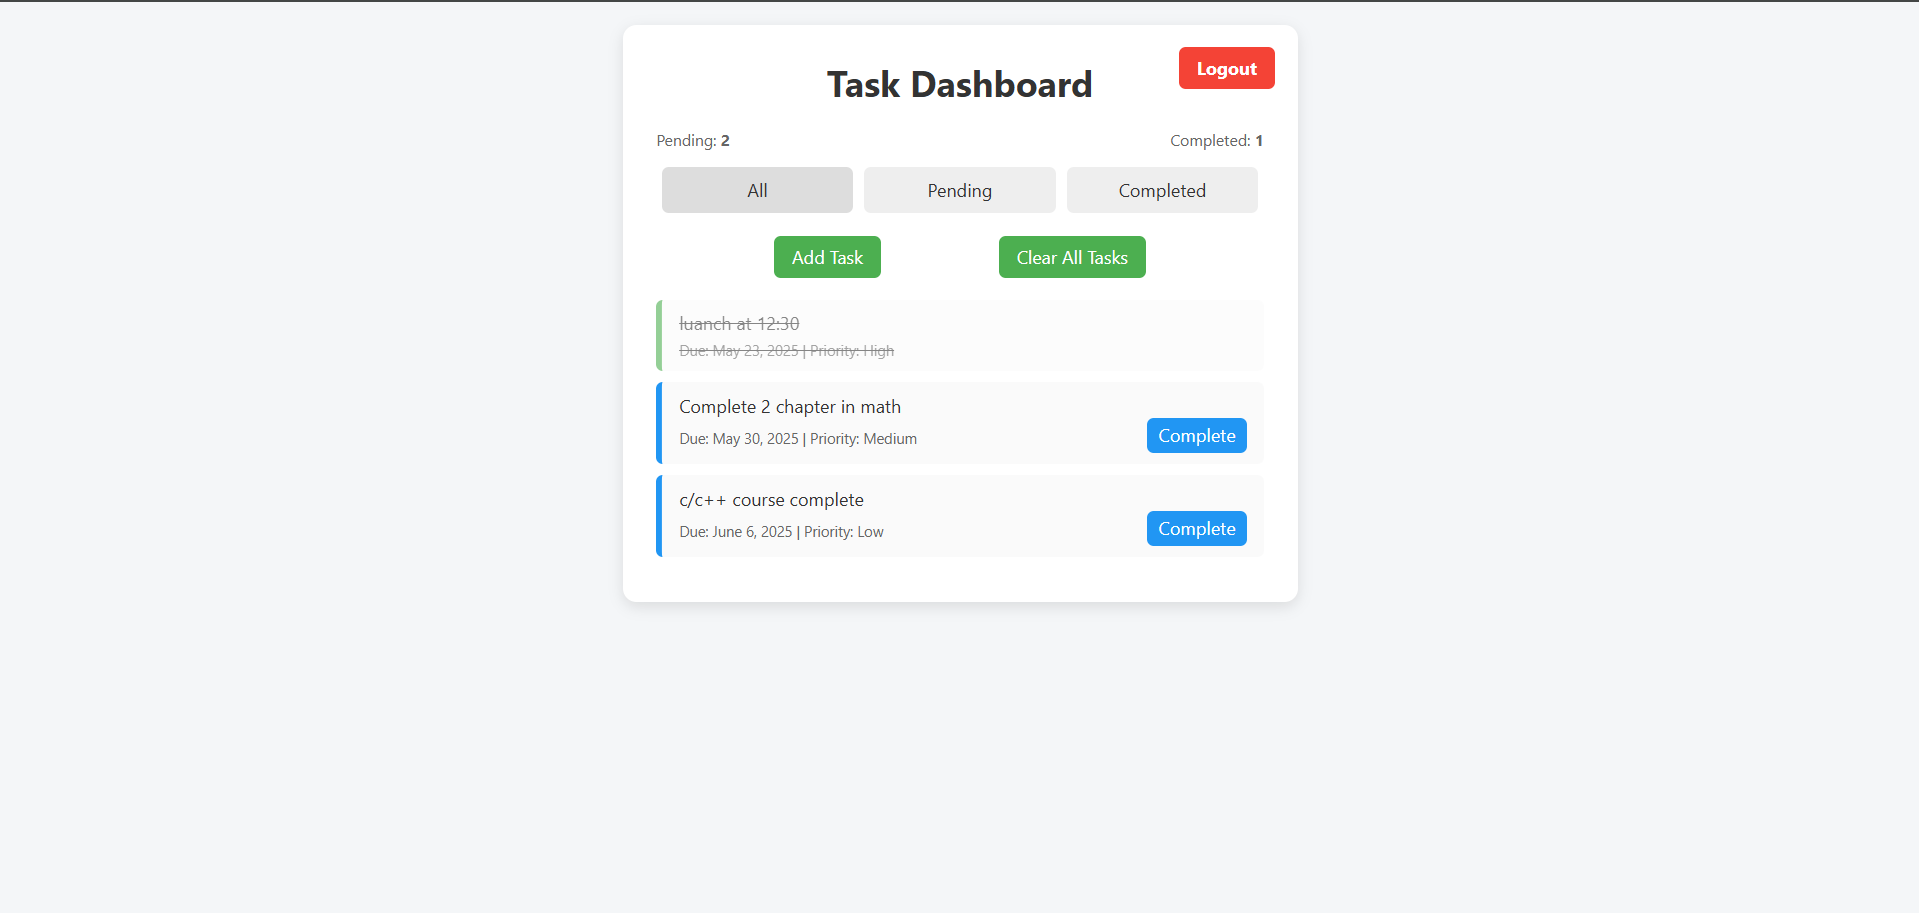 Logout
Task Dashboard
Pending: 2
Completed: 1
All
Pending
Completed
Add Task
Clear All Tasks
luanch at 12:30
Due: May 23, 2025 | Priority: High
Complete 2 chapter in math
Due: May 30, 2025 | Priority: Medium
Complete
c/c++ course complete
Due: June 6, 2025 | Priority: Low
Complete